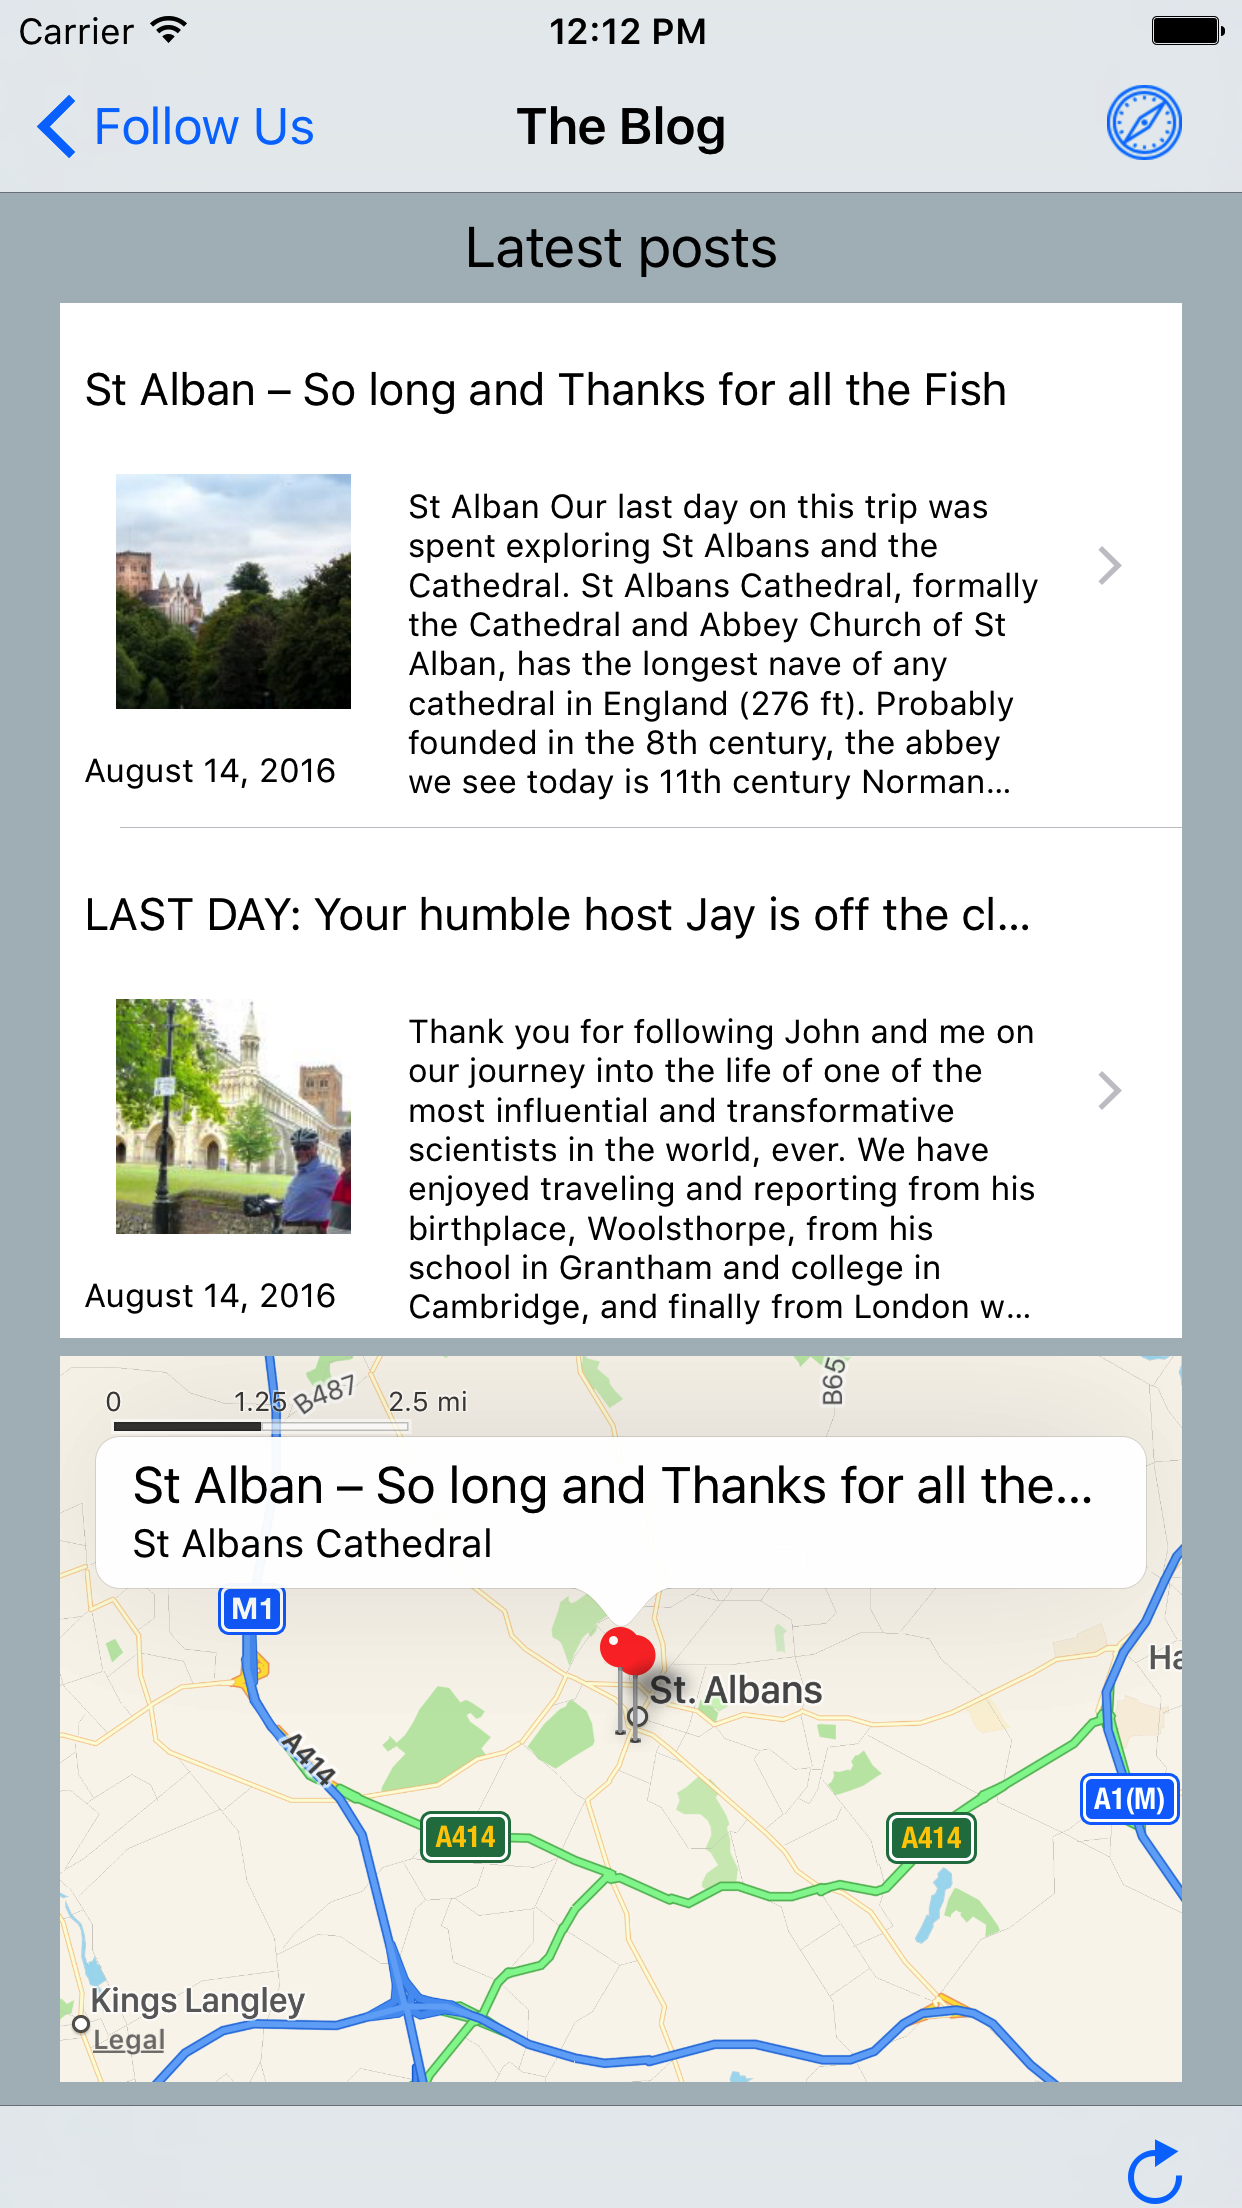 Carrier
12:12 PM
Follow Us
The Blog
Latest posts
St Alban – So long and Thanks for all the Fish
St Alban Our last day on this trip was
spent exploring St Albans and the
Cathedral. St Albans Cathedral, formally
the Cathedral and Abbey Church of St
Alban, has the longest nave of any
cathedral in England (276 ft). Probably
founded in the 8th century, the abbey
we see today is 11th century Norman...
August 14, 2016
LAST DAY: Your humble host Jay is off the cl...
Thank you for following John and me on
our journey into the life of one of the
most influential and transformative
scientists in the world, ever. We have
enjoyed traveling and reporting from his
birthplace, Woolsthorpe, from his
school in Grantham and college in
Cambridge, and finally from London w...
August 14, 2016
0 1.25 2.5 mi
B487
B65
St Alban – So long and Thanks for all the...
St Albans Cathedral
M1
Ha
St. Albans
A414
A1(M)
A414
A414
Kings Langley
Legal